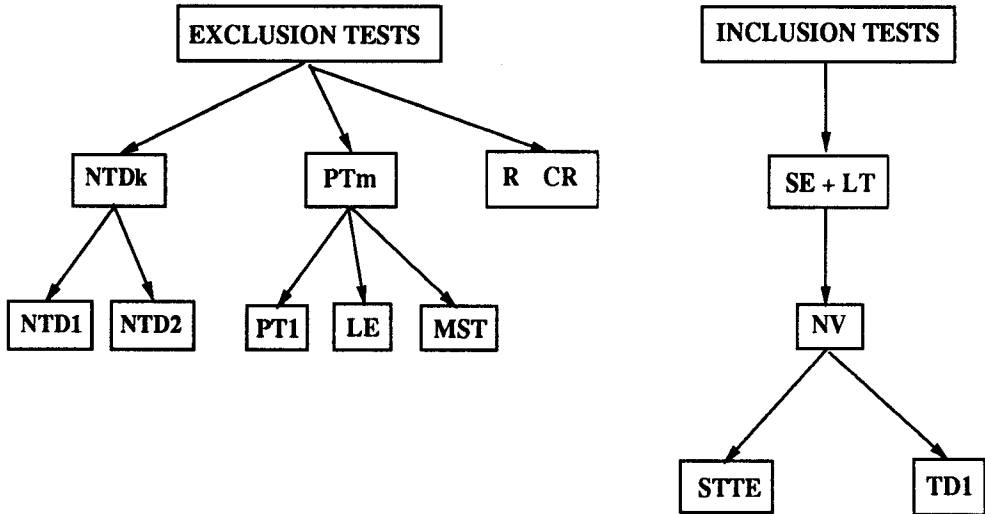 EXCLUSION TESTS
NTDk
PTm
R CR
NTD1
NTD2
PT1
LE
MST
INCLUSION TESTS
SE + LT
NV
STTE
TD1